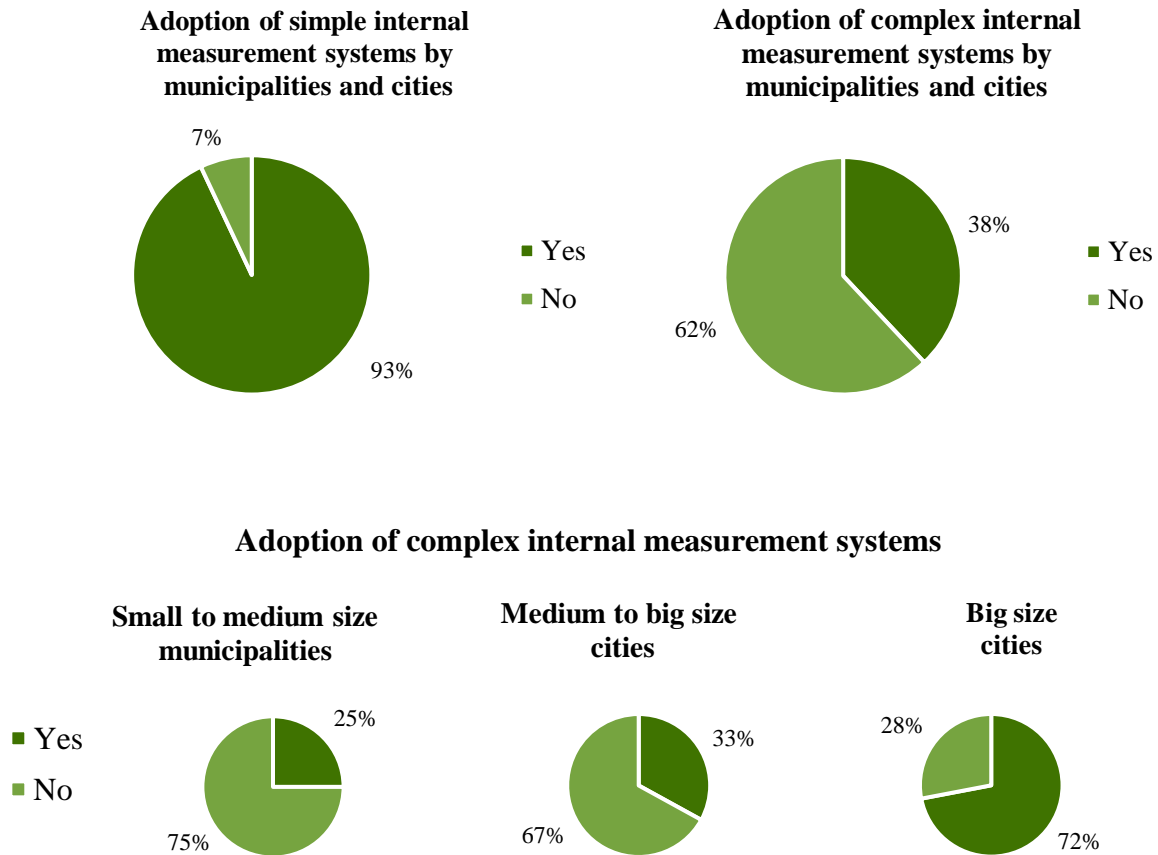 Adoption of simple internal
measurement systems by
municipalities and cities
7%
93%
Yes
No
Adoption of complex internal
measurement systems by
municipalities and cities
38%
62%
Yes
No
Adoption of complex internal measurement systems
Small to medium size
municipalities
Yes
No
25%
75%
Medium to big size
cities
33%
67%
Big size
cities
28%
72%